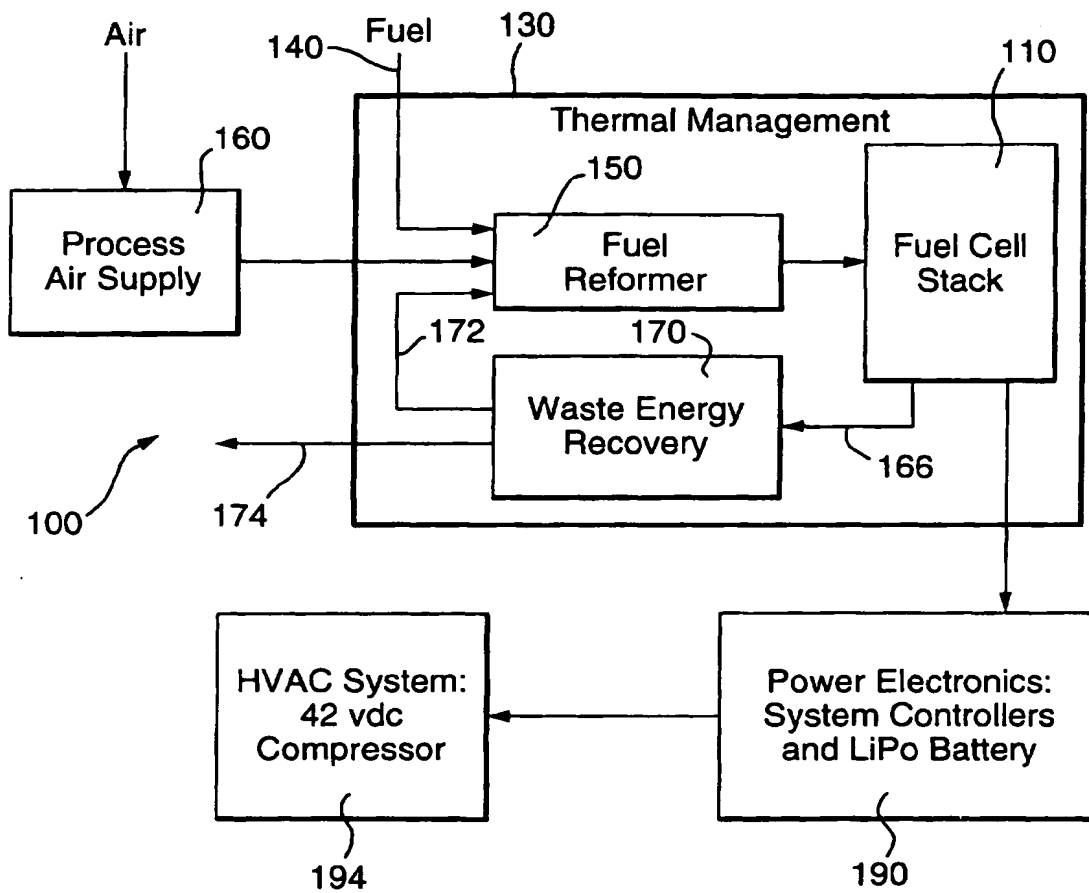 Air
Fuel
140
130
110
Thermal Management
160
150
Process
Air Supply
Fuel
Reformer
Fuel Cell
Stack
172
170
Waste Energy
Recovery
166
100
174
HVAC System:
42 vdc
Compressor
Power Electronics:
System Controllers
and LiPo Battery
194
190